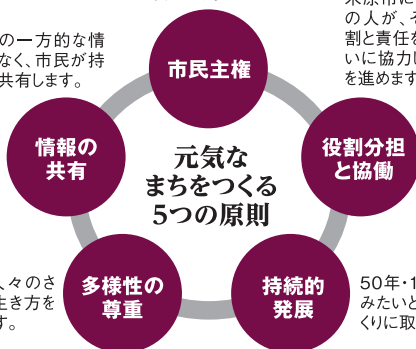 米原市に
の人が、そ
割と責任を
いに協力し
を進めます
の一方的な情
なく、市民が持
共有します。
市民主権
情報の
共有
役割分担
と協働
元気な
まちをつくる
5つの原則
多様性の
尊重
持続的
発展
人々のさ
生き方を
す。
50年・1
みたいと
くりに取